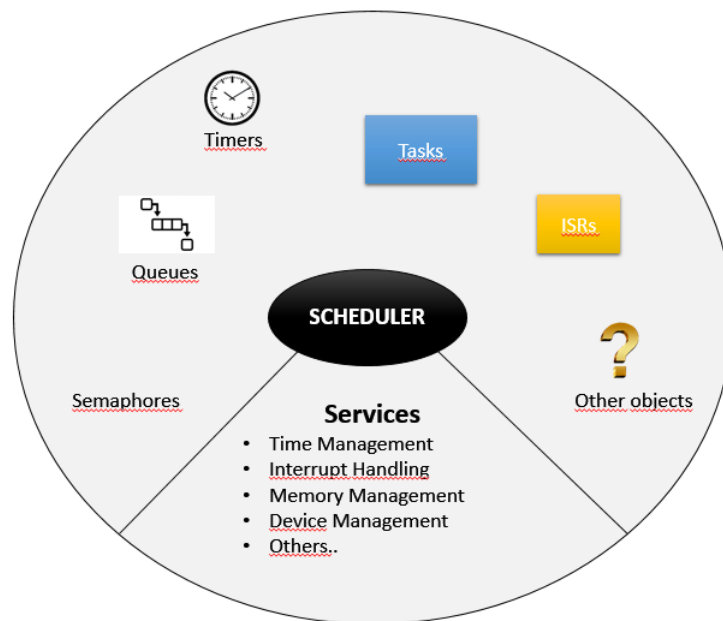 Timers
Tasks
ISRs
Queues
SCHEDULER
Semaphores
Other objects
Services
• Time Management
• Interrupt Handling
• Memory Management
• Device Management
• Others..